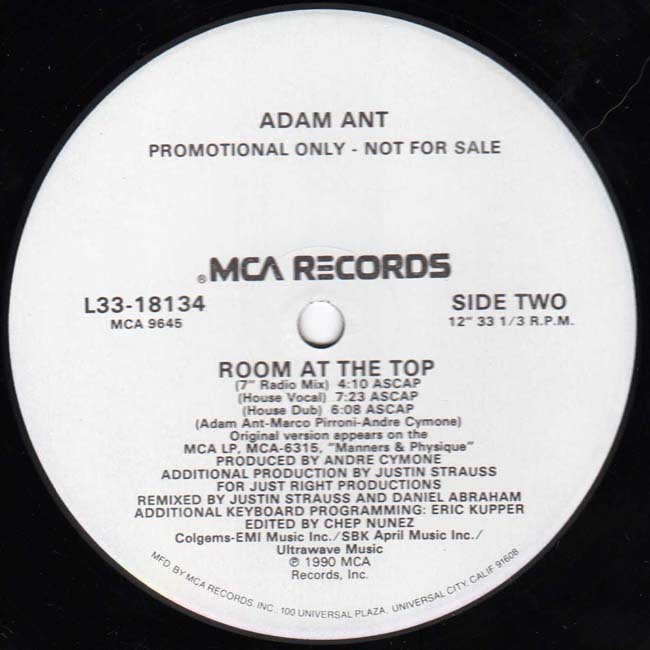 ADAM ANT
PROMOTIONAL ONLY - NOT FOR SALE
®MCA RECORDS
L33-18134
MCA 9645
SIDE TWO
12" 33 1/3 R.P.M.
ROOM AT THE TOP
(7" Radio Mix) 4:10 ASCAP
(House Vocal) 7:23 ASCAP
(House Dub) 6:08 ASCAP
(Adam Ant-Marco Pirroni-Andre Cymone)
Original version appears on the
MCA LP, MCA-6315, "Manners & Physique"
PRODUCED BY ANDRE CYMONE
ADDITIONAL PRODUCTION BY JUSTIN STRAUSS
FOR JUST RIGHT PRODUCTIONS
REMIXED BY JUSTIN STRAUSS AND DANIEL ABRAHAM
ADDITIONAL KEYBOARD PROGRAMMING: ERIC KUPPER
EDITED BY CHEP NUNEZ
Colgems-EMI Music Inc./SBK April Music Inc./
Ultrawave Music
℗ 1990 MCA
Records, Inc.
MFD. BY MCA RECORDS, INC., 100 UNIVERSAL PLAZA, UNIVERSAL CITY, CALIF 91608